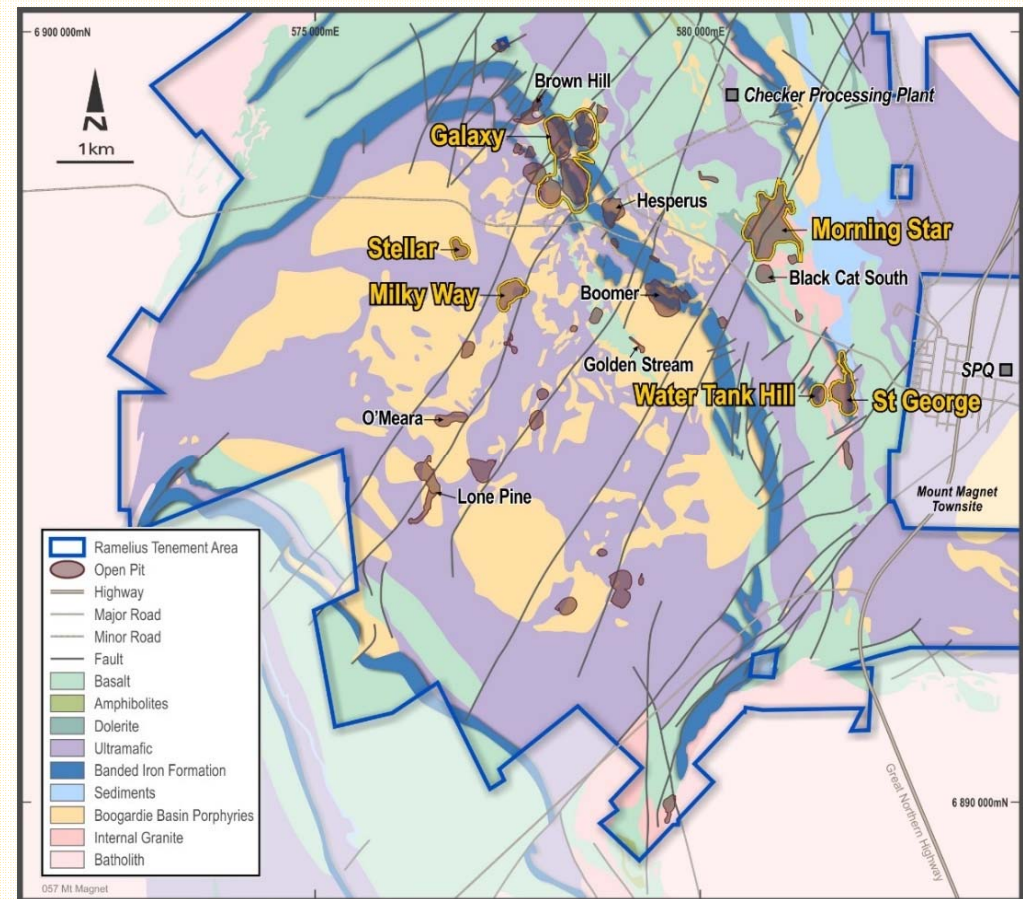 6 900 000mN
575 000mE
580 000mE
Brown Hill
Checker Processing Plant
Galaxy
N
1km
Hesperus
Morning Star
Stellar
Black Cat South
Milky Way
Boomer
Golden Stream
SPQ
Water Tank Hill
St George
O'Meara
Lone Pine
Mount Magnet
Townsite
Ramelius Tenement Area
Open Pit
Highway
Major Road
Minor Road
Fault
Basalt
Amphibolites
Dolerite
Ultramafic
Banded Iron Formation
Sediments
Boogardie Basin Porphyries
Internal Granite
Batholith
Great Northern Highway
6 890 000mN
057 Mt Magnet